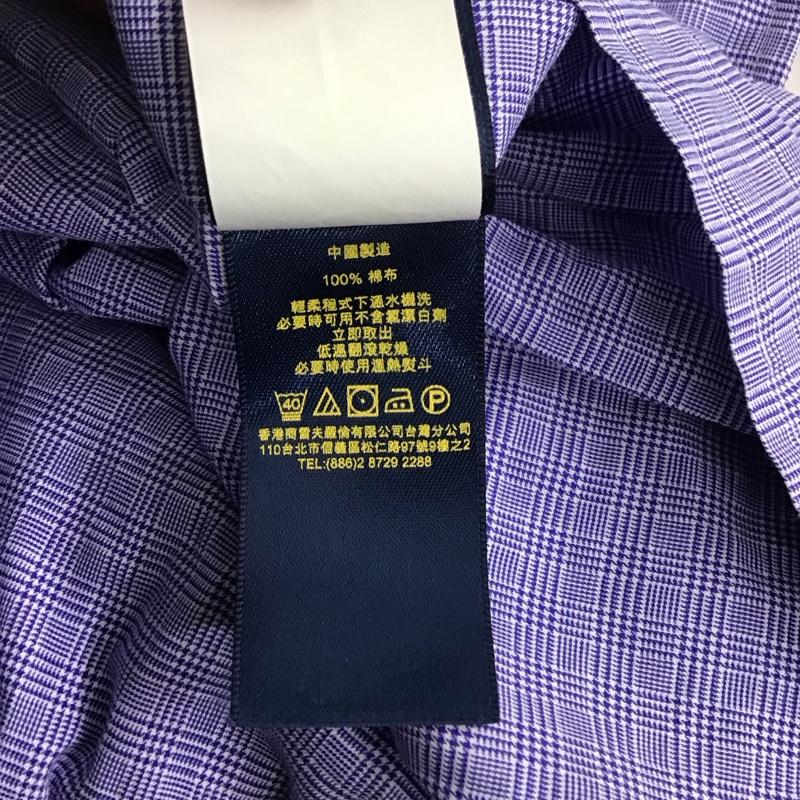 中國製造
100% 棉布
輕柔程式下溫水機洗
必要時可用不含氯潔白劑
立即取出
低溫翻滾乾燥
必要時使用溫熱熨斗
40 P
香港商雷夫羅倫有限公司台灣分公司
110台北市信義區松仁路97號9樓之2
TEL:(886)2 8729 2288